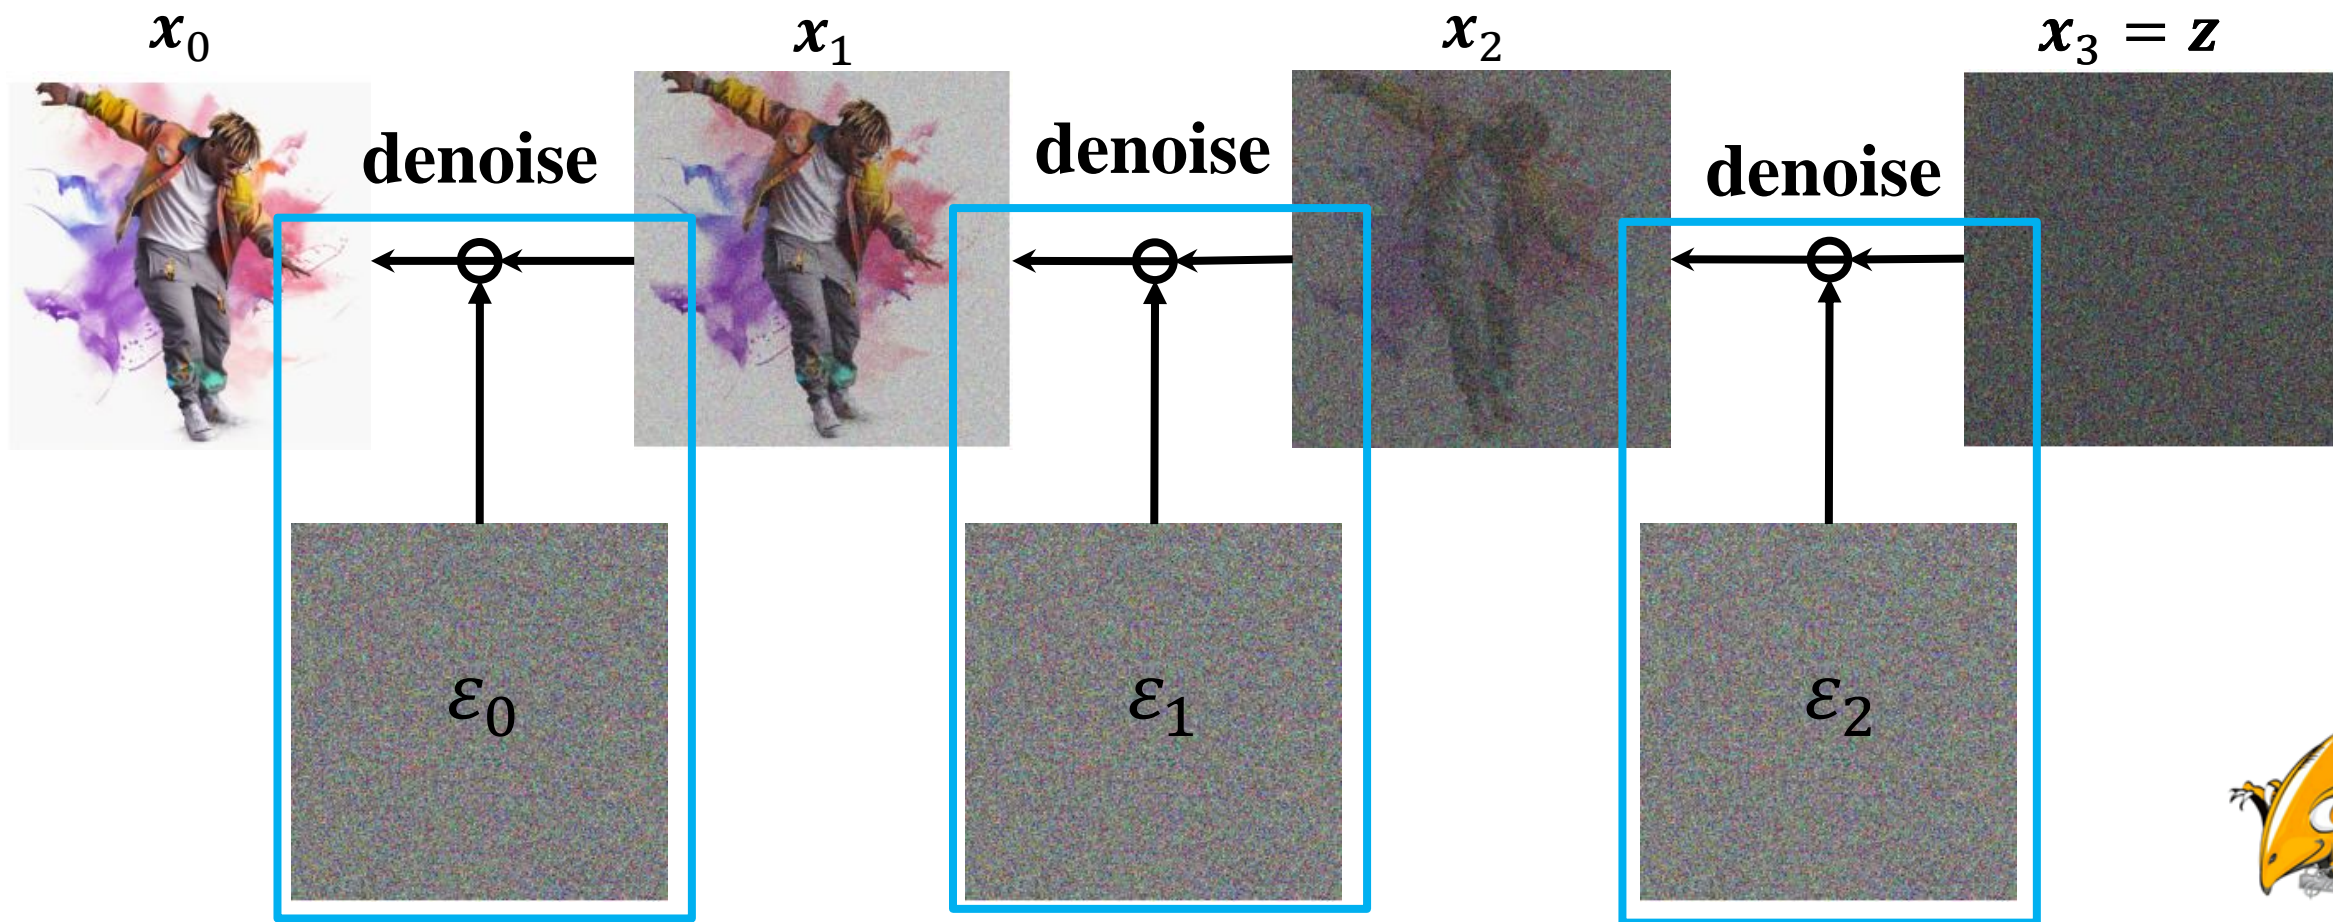 x₀
x₁
x₂
x₃ = z
denoise
denoise
denoise
ε₀
ε₁
ε₂